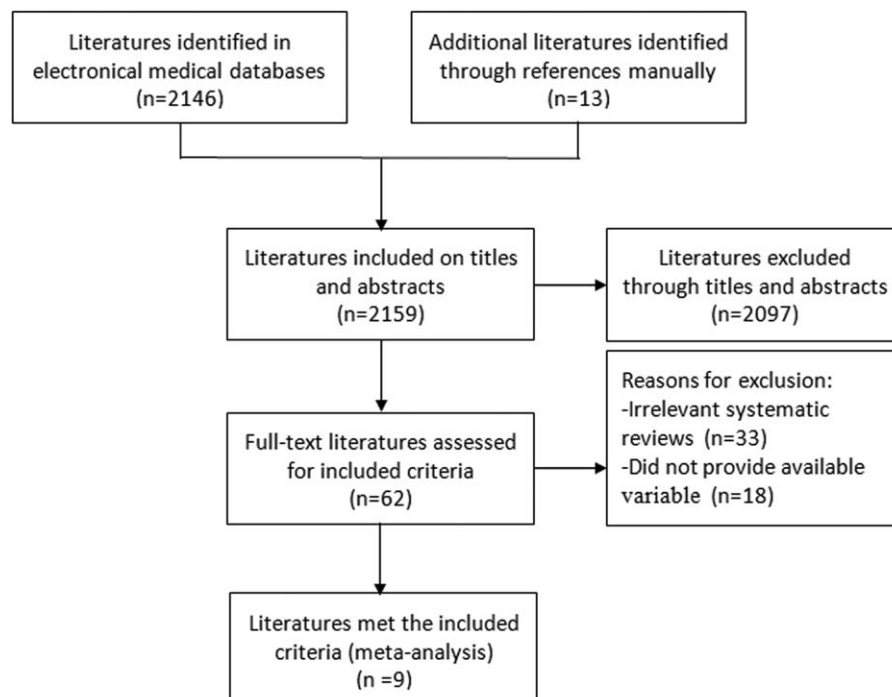 Literatures identified in
electronical medical databases
(n=2146)
Additional literatures identified
through references manually
(n=13)
Literatures included on titles
and abstracts
(n=2159)
Literatures excluded
through titles and abstracts
(n=2097)
Full-text literatures assessed
for included criteria
(n=62)
Reasons for exclusion:
-Irrelevant systematic
reviews (n=33)
-Did not provide available
variable (n=18)
Literatures met the included
criteria (meta-analysis)
(n =9)